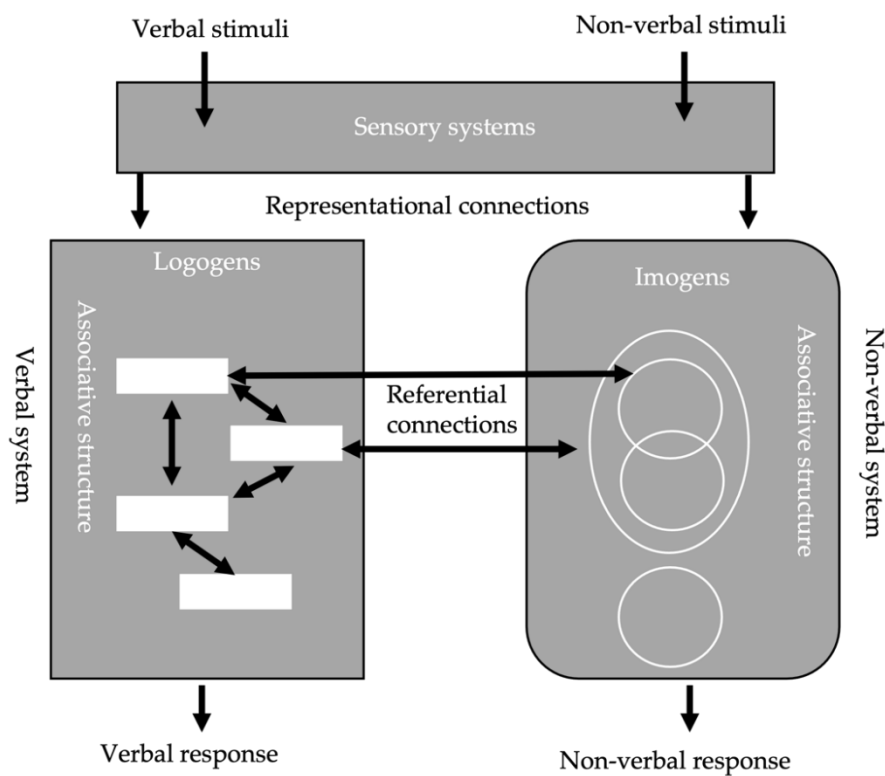 Verbal stimuli
Non-verbal stimuli
Sensory systems
Representational connections
Logogens
Imogens
Verbal system
Associative structure
Referential
connections
Associative structure
Non-verbal system
Verbal response
Non-verbal response